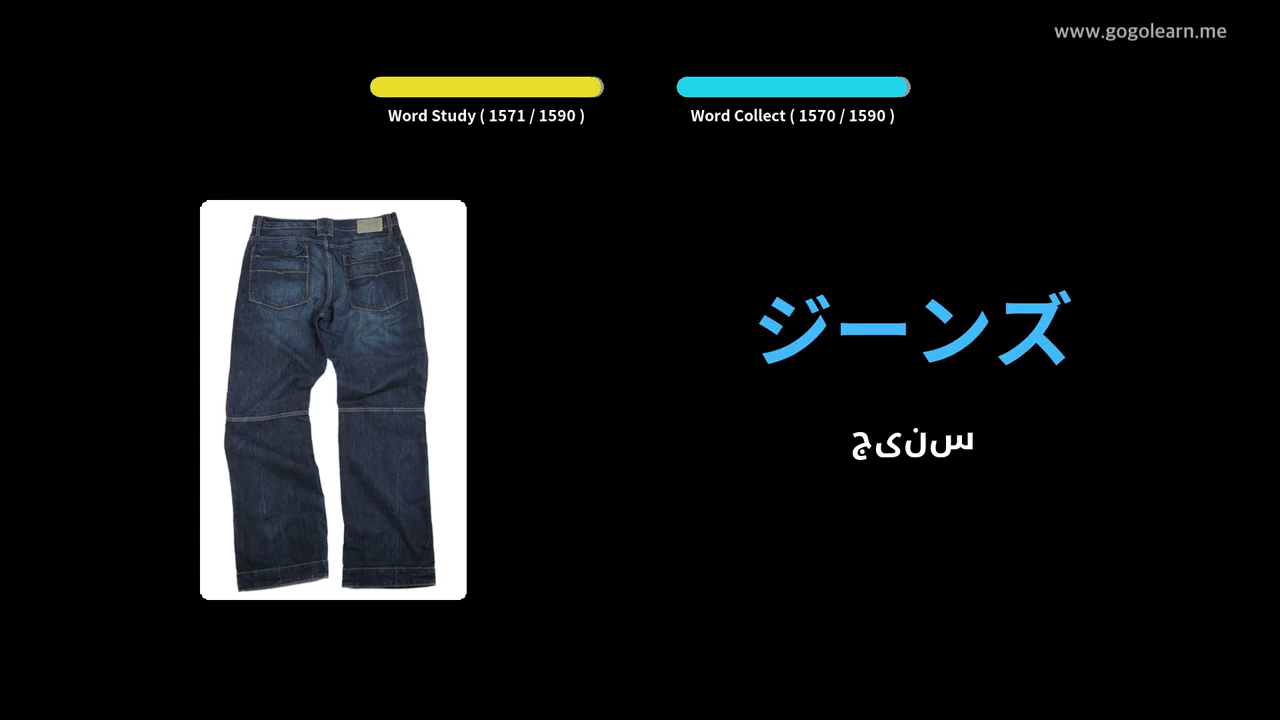 www.gogolearn.me
Word Study ( 1571 / 1590 )
Word Collect ( 1570 / 1590 )
ジーンズ
جینس